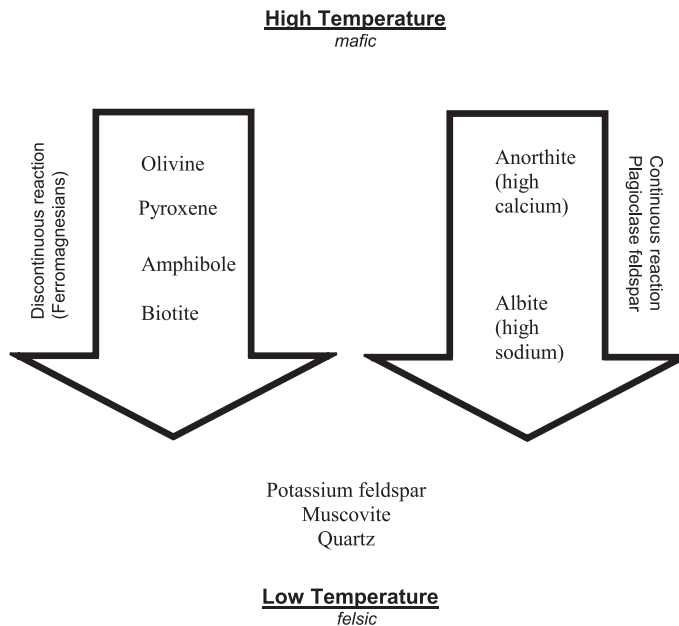 High Temperature
mafic
Discontinuous reaction
(Ferromagnesians)
Olivine
Pyroxene
Amphibole
Biotite
Anorthite
(high
calcium)
Albite
(high
sodium)
Continuous reaction
Plagioclase feldspar
Potassium feldspar
Muscovite
Quartz
Low Temperature
felsic